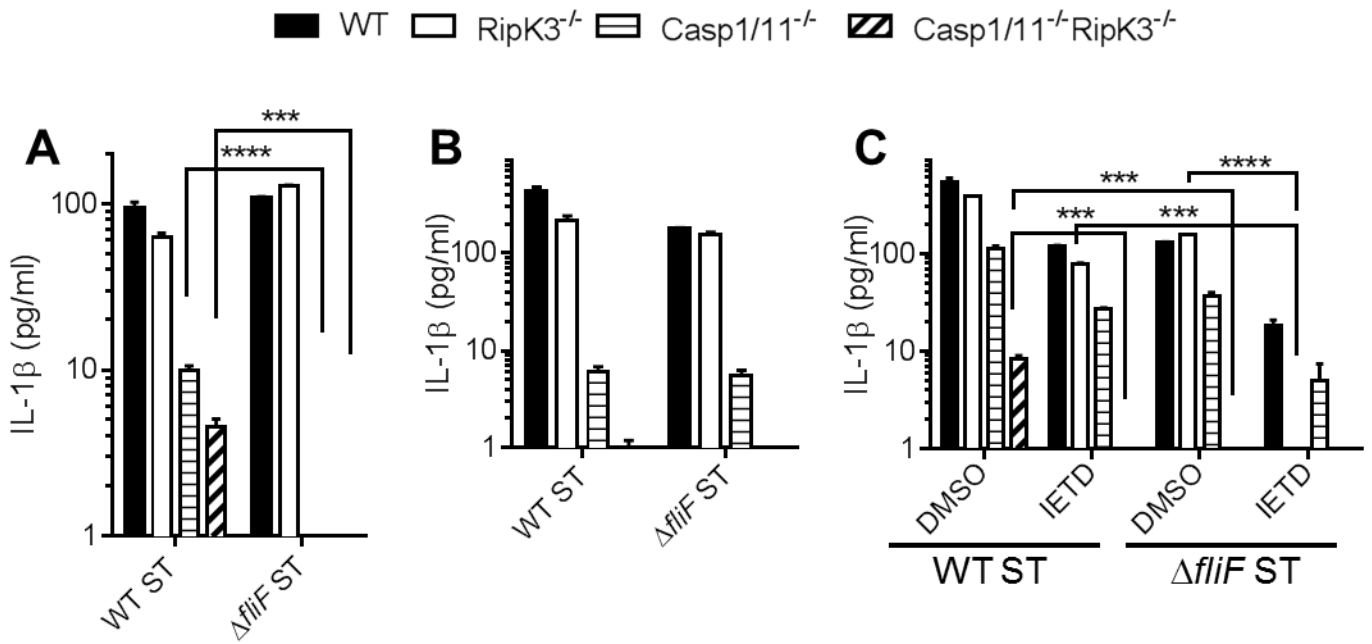 WT RipK3-/- Casp1/11-/- Casp1/11-/-RipK3-/-
A
***
****
IL-1β (pg/ml)
100
10
1
WT ST
ΔfliF ST
B
IL-1β (pg/ml)
100
10
1
WT ST
ΔfliF ST
C
****
***
*** ***
IL-1β (pg/ml)
100
10
1
DMSO IETD DMSO IETD
WT ST ΔfliF ST